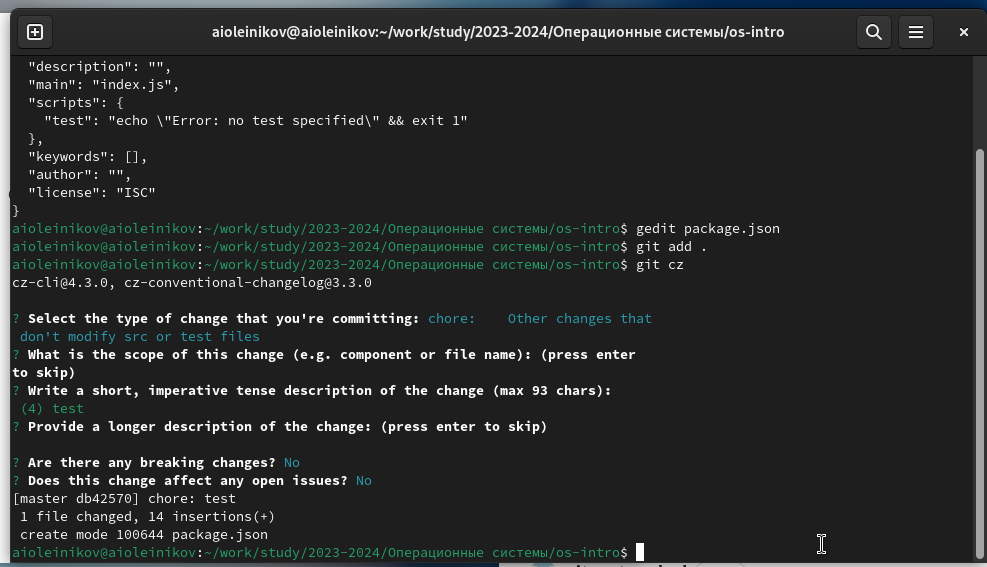 aioleinikov@aioleinikov:~/work/study/2023-2024/Операционные системы/os-intro
"description": "",
"main": "index.js",
"scripts": {
"test": "echo \"Error: no test specified\" && exit 1"
},
"keywords": [],
"author": "",
"license": "ISC"
}
aioleinikov@aioleinikov:~/work/study/2023-2024/Операционные системы/os-intro$ gedit package.json
aioleinikov@aioleinikov:~/work/study/2023-2024/Операционные системы/os-intro$ git add .
aioleinikov@aioleinikov:~/work/study/2023-2024/Операционные системы/os-intro$ git cz
cz-cli@4.3.0, cz-conventional-changelog@3.3.0
? Select the type of change that you're committing: chore:    Other changes that
don't modify src or test files
? What is the scope of this change (e.g. component or file name): (press enter
to skip)
? Write a short, imperative tense description of the change (max 93 chars):
(4) test
? Provide a longer description of the change: (press enter to skip)
? Are there any breaking changes? No
? Does this change affect any open issues? No
[master db42570] chore: test
1 file changed, 14 insertions(+)
create mode 100644 package.json
aioleinikov@aioleinikov:~/work/study/2023-2024/Операционные системы/os-intro$